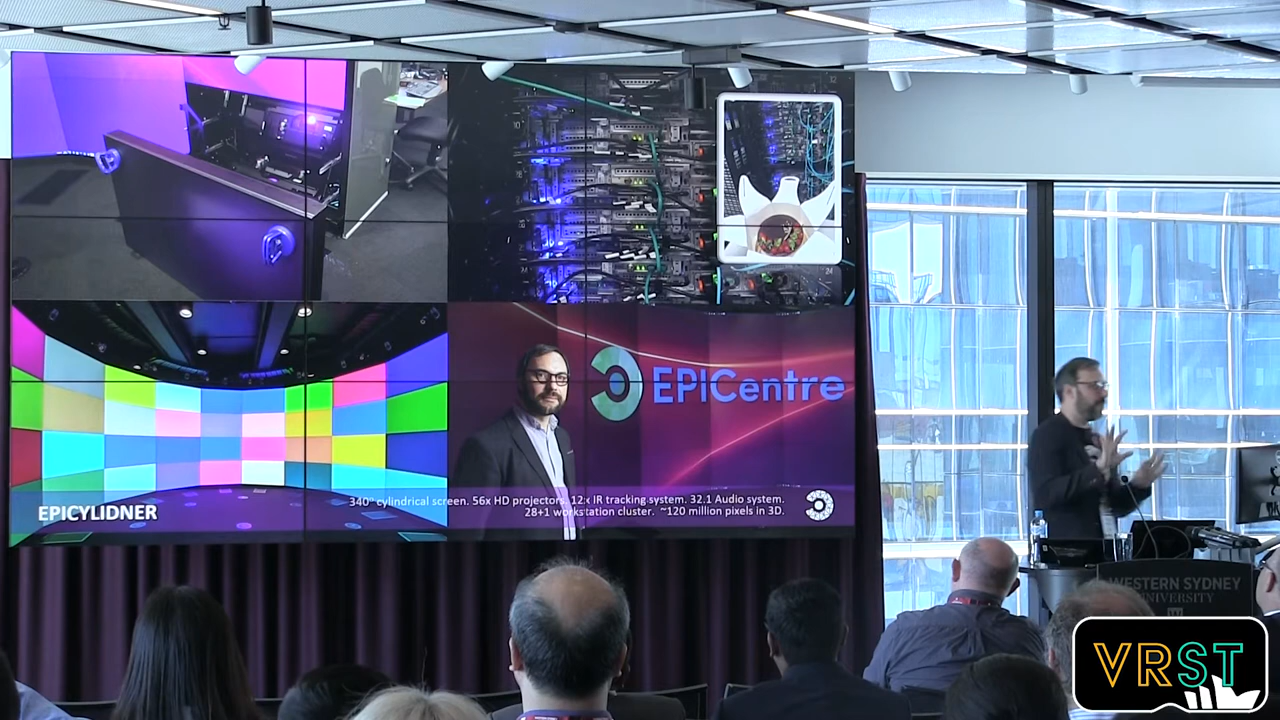 EPICentre
340° cylindrical screen. 56x HD projectors. 12x IR tracking system. 32.1 Audio system.
28+1 workstation cluster. ~120 million pixels in 3D.
EPICYLIDNER
WESTERN SYDNEY
UNIVERSITY
W
VRST